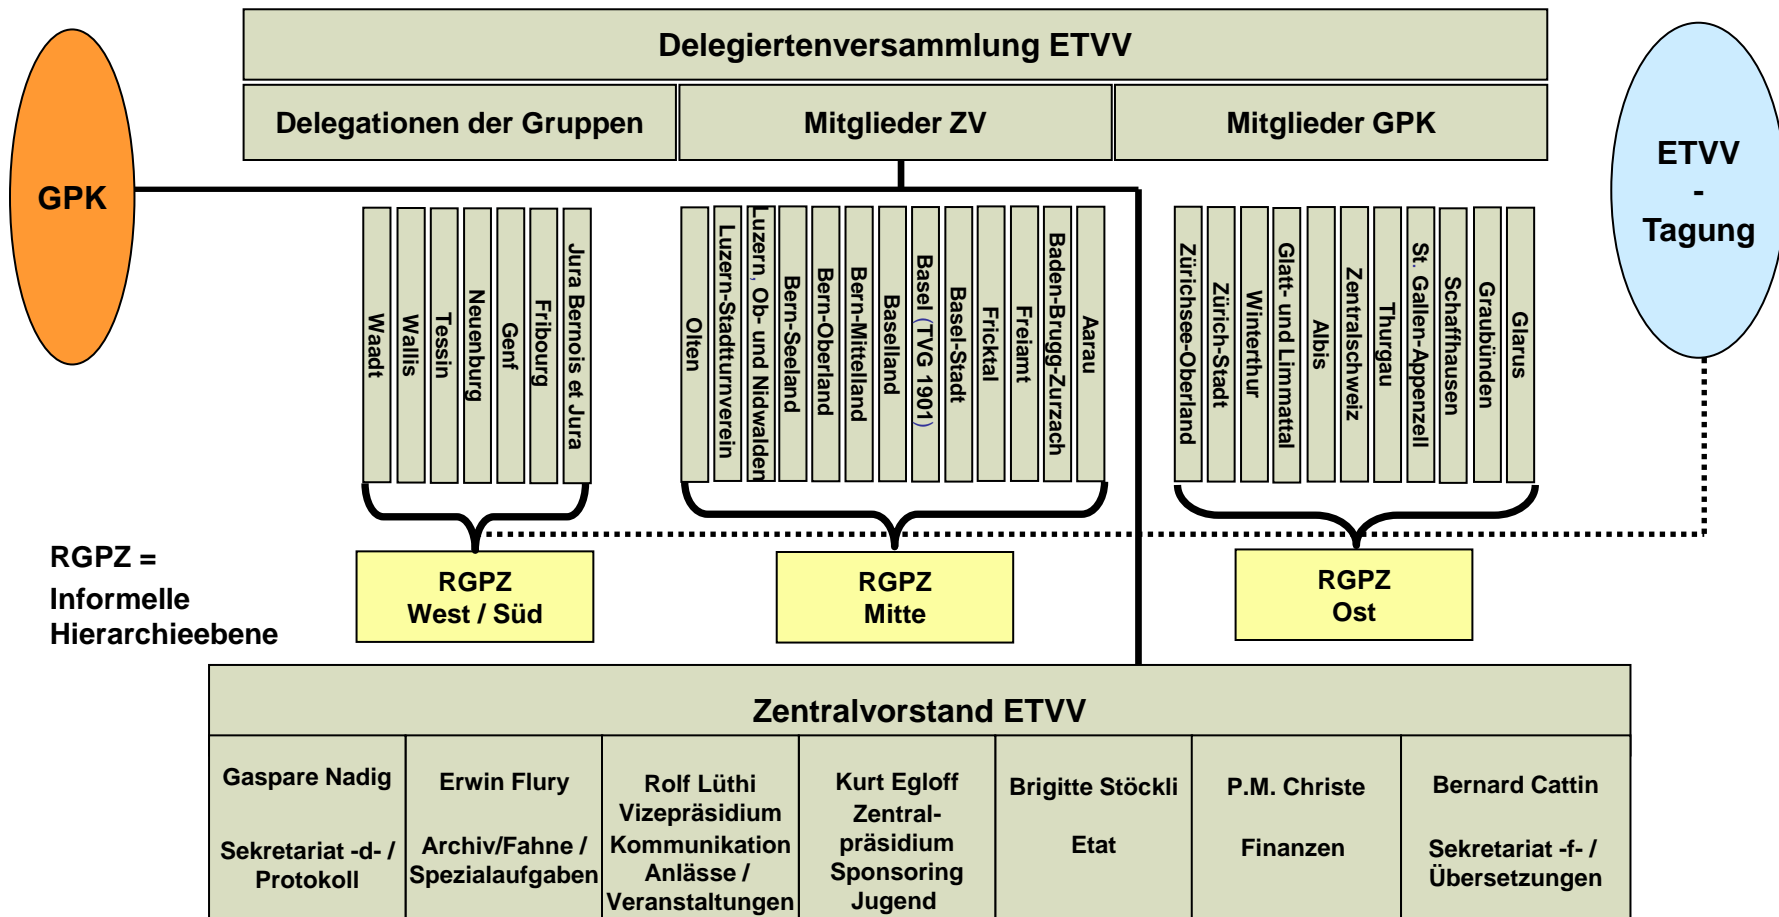 Delegiertenversammlung ETVV
Delegationen der Gruppen
Mitglieder ZV
Mitglieder GPK
GPK
ETVV
-
Tagung
Waadt
Wallis
Tessin
Neuenburg
Genf
Fribourg
Jura Bernois et Jura
Olten
Luzern-Stadtturnverein
Luzern, Ob- und Nidwalden
Bern-Seeland
Bern-Oberland
Bern-Mittelland
Baselland
Basel (TVG 1901)
Basel-Stadt
Fricktal
Freiamt
Baden-Brugg-Zurzach
Aarau
Zürichsee-Oberland
Zürich-Stadt
Winterthur
Glatt- und Limmattal
Albis
Zentralschweiz
Thurgau
St. Gallen-Appenzell
Schaffhausen
Graubünden
Glarus
RGPZ =
Informelle
Hierarchieebene
RGPZ
West / Süd
RGPZ
Mitte
RGPZ
Ost
Zentralvorstand ETVV
Gaspare Nadig
Sekretariat -d- /
Protokoll
Erwin Flury
Archiv/Fahne /
Spezialaufgaben
Rolf Lüthi
Vizepräsidium
Kommunikation
Anlässe /
Veranstaltungen
Kurt Egloff
Zentral-
präsidium
Sponsoring
Jugend
Brigitte Stöckli
Etat
P.M. Christe
Finanzen
Bernard Cattin
Sekretariat -f- /
Übersetzungen